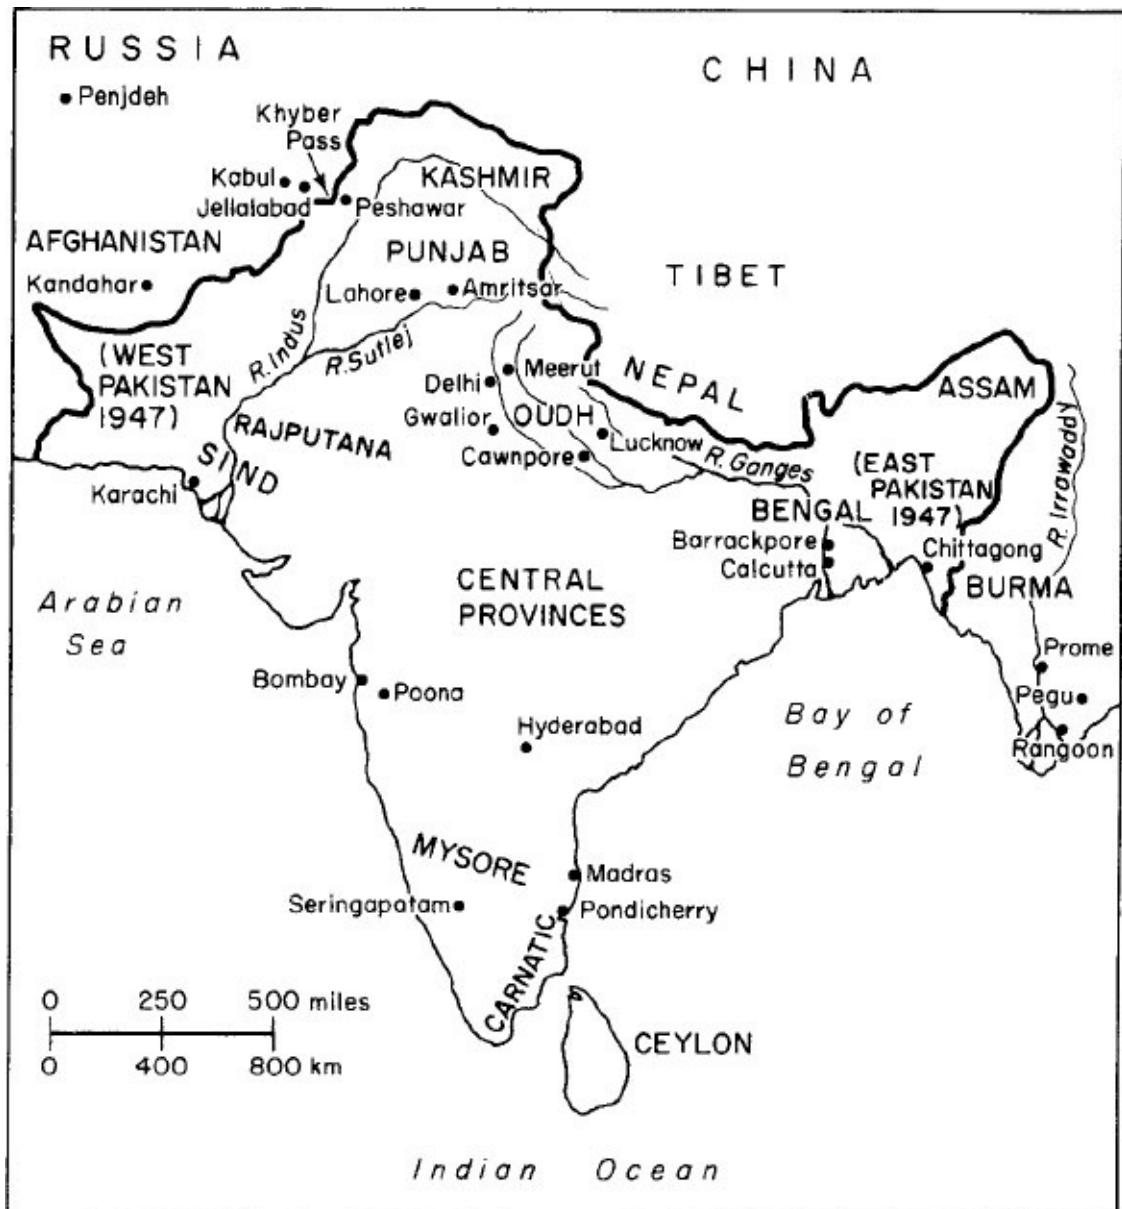 RUSSIA
CHINA
Penjdeh
Khyber
Pass
KASHMIR
Kabul
Jellalabad
Peshawar
AFGHANISTAN
PUNJAB
TIBET
Kandahar
Lahore
Amritsar
R. Indus
R. Sutlej
(WEST
PAKISTAN
1947)
Meerut
NEPAL
Delhi
ASSAM
Gwalior
OUDH
RAJPUTANA
Lucknow
R. Irrawaddy
Cawnpore
R. Ganges
(EAST
PAKISTAN
1947)
SIND
Karachi
BENGAL
Barrackpore
Chittagong
Calcutta
CENTRAL
PROVINCES
BURMA
Arabian
Sea
Prome
Bombay
Poona
Pegu
Bay of
Bengal
Hyderabad
Rangoon
MYSORE
Madras
Seringapatam
Pondicherry
CARNATIC
0 250 500 miles
0 400 800 km
CEYLON
Indian Ocean